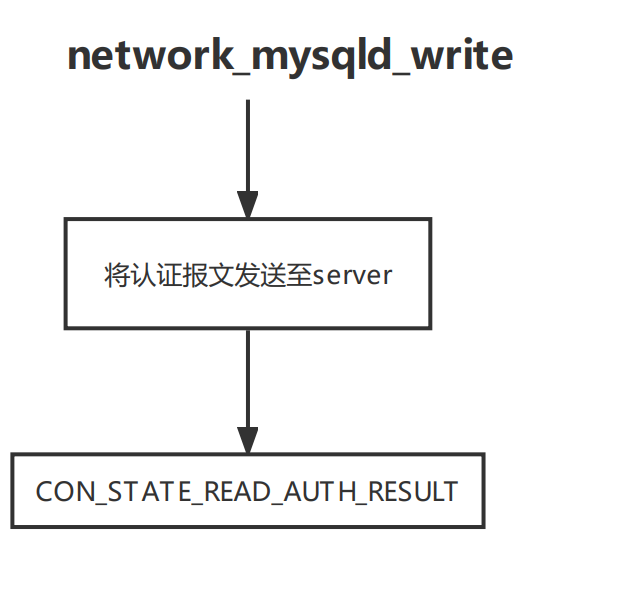 network_mysqld_write
将认证报文发送至server
CON_STATE_READ_AUTH_RESULT